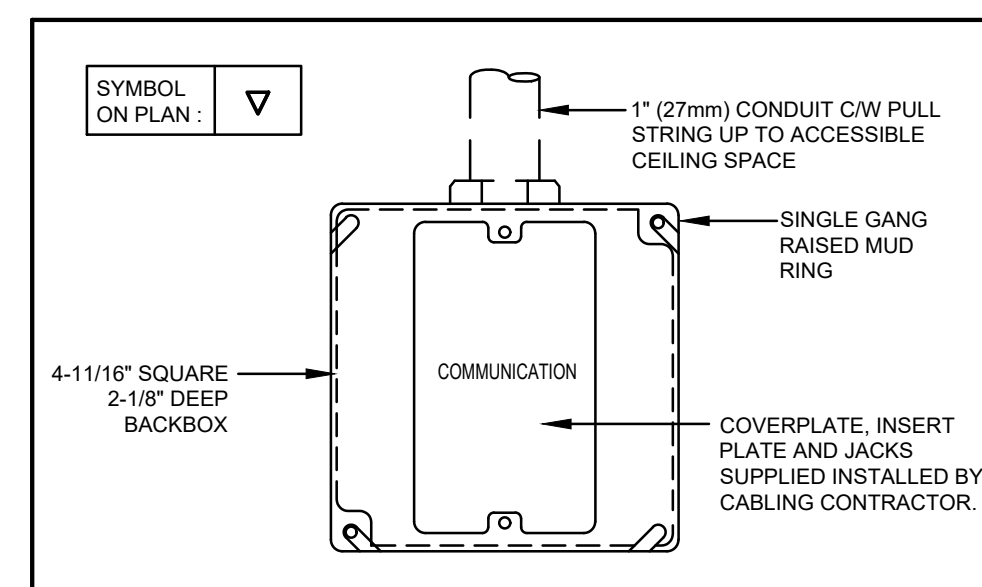 SYMBOL
ON PLAN :
1" (27mm) CONDUIT C/W PULL
STRING UP TO ACCESSIBLE
CEILING SPACE
SINGLE GANG
RAISED MUD
RING
4-11/16" SQUARE
2-1/8" DEEP
BACKBOX
COMMUNICATION
COVERPLATE, INSERT
PLATE AND JACKS
SUPPLIED INSTALLED BY
CABLING CONTRACTOR.